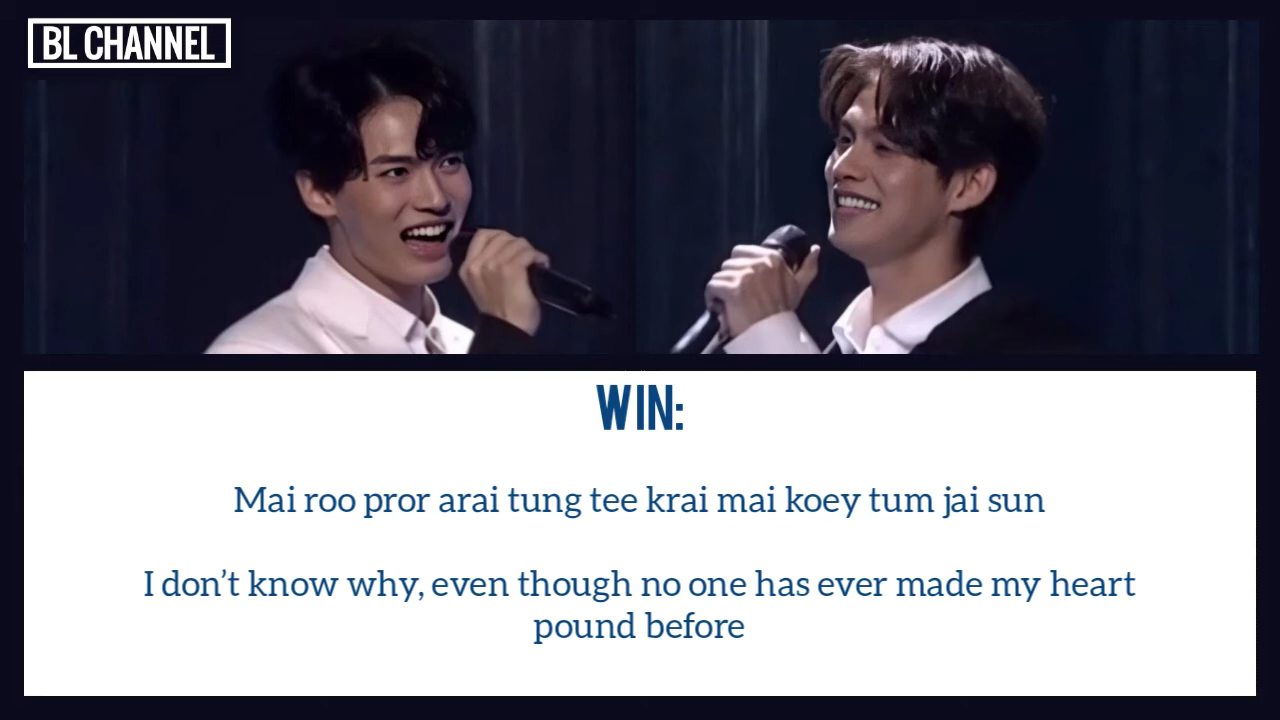 BL CHANNEL
WIN:
Mai roo pror arai tung tee krai mai koey tum jai sun
I don’t know why, even though no one has ever made my heart
pound before